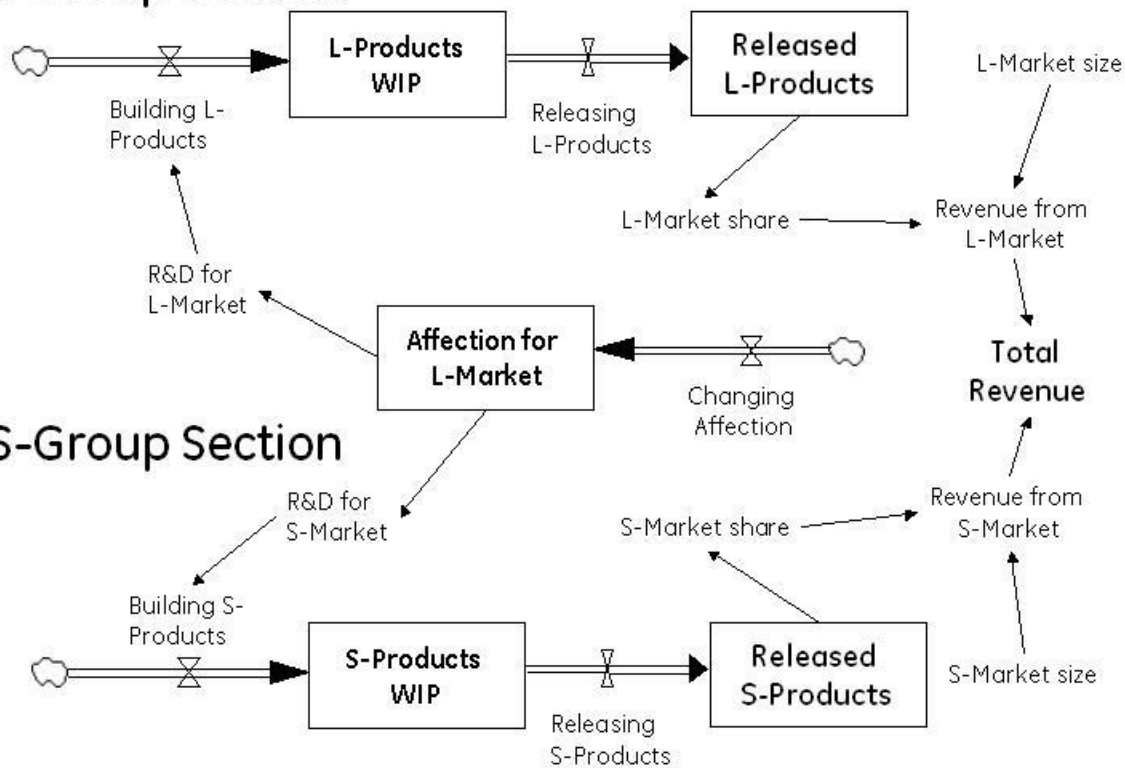 L-Products
WIP
Released
L-Products
L-Market size
Building L-
Products
Releasing
L-Products
L-Market share
Revenue from
L-Market
R&D for
L-Market
Affection for
L-Market
Changing
Affection
Total
Revenue
S-Group Section
R&D for
S-Market
S-Market share
Revenue from
S-Market
Building S-
Products
S-Products
WIP
Releasing
S-Products
Released
S-Products
S-Market size